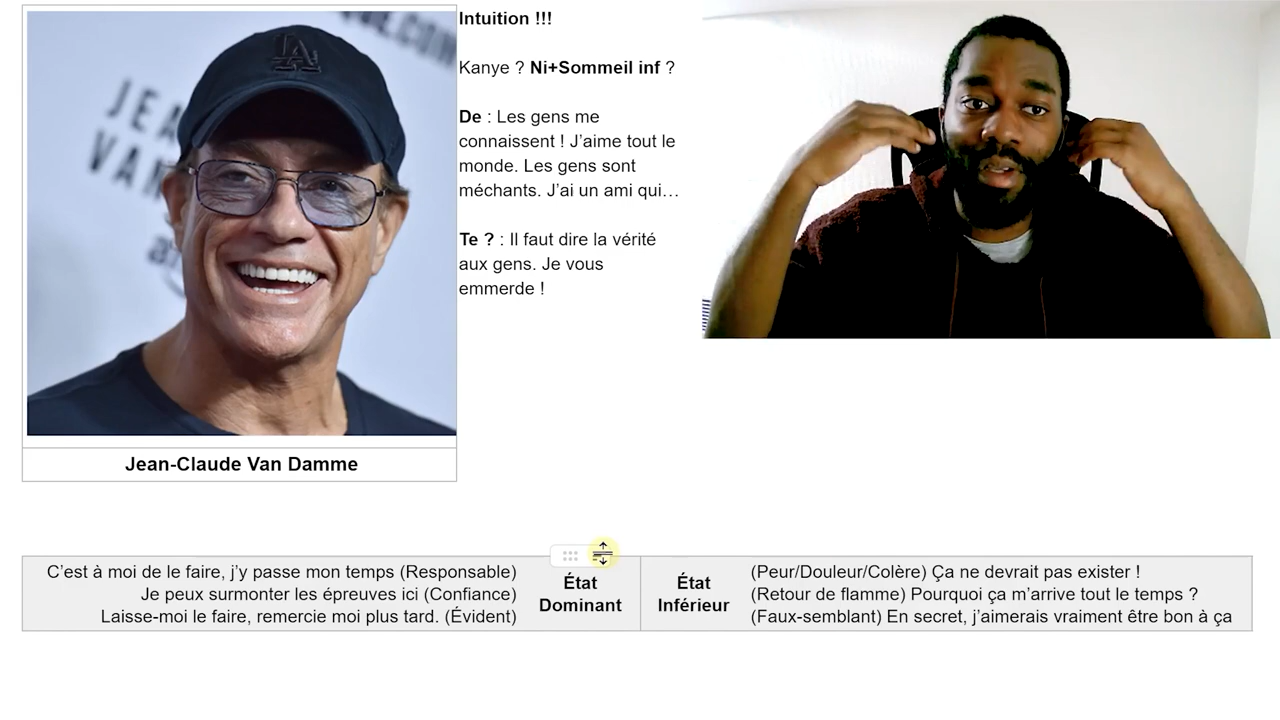 JEA
VAN
Intuition !!!
Kanye ? Ni+Sommeil inf ?
De : Les gens me
connaissent ! J'aime tout le
monde. Les gens sont
méchants. J'ai un ami qui…
Te ? : Il faut dire la vérité
aux gens. Je vous
emmerde !
Jean-Claude Van Damme
C'est à moi de le faire, j'y passe mon temps (Responsable)
Je peux surmonter les épreuves ici (Confiance)
Laisse-moi le faire, remercie moi plus tard. (Évident)
État
Dominant
État
Inférieur
(Peur/Douleur/Colère) Ça ne devrait pas exister !
(Retour de flamme) Pourquoi ça m'arrive tout le temps ?
(Faux-semblant) En secret, j'aimerais vraiment être bon à ça